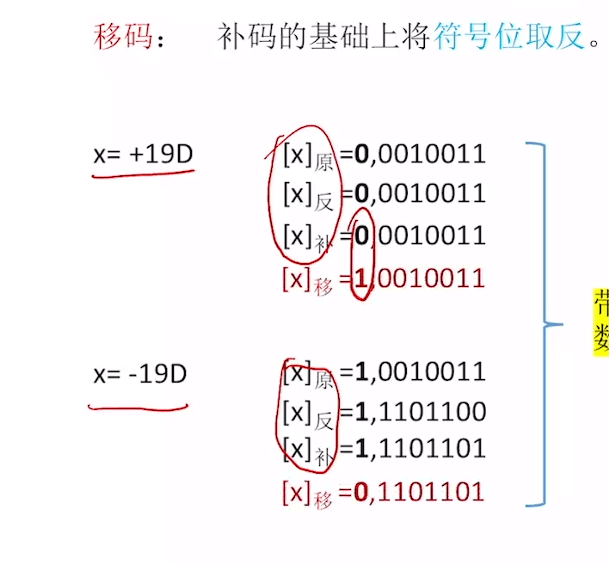 移码： 补码的基础上将符号位取反。
x= +19D [x]原=0,0010011
[x]反=0,0010011
[x]补=0,0010011
[x]移=1,0010011
带
数
x= -19D [x]原=1,0010011
[x]反=1,1101100
[x]补=1,1101101
[x]移=0,1101101